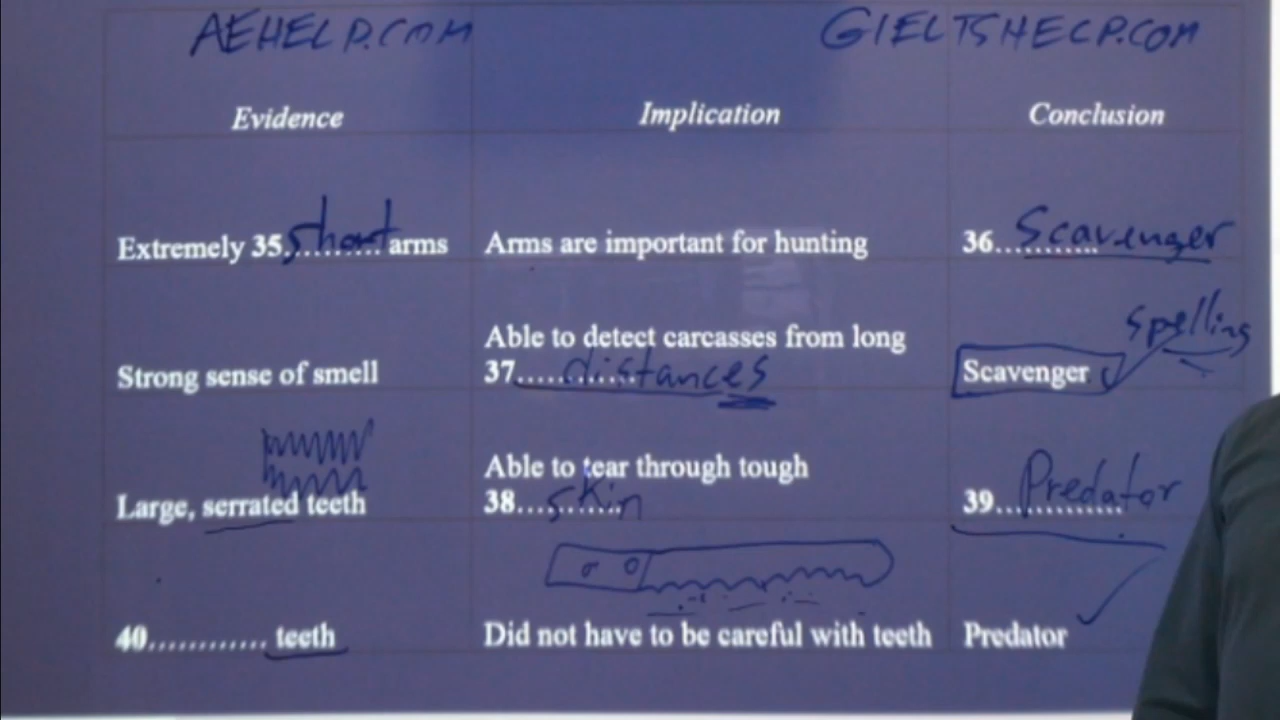 AEHELP.COM
GIELTSHELP.COM
Evidence
Implication
Conclusion
Extremely 35.short......... arms
Arms are important for hunting
36. Scavenger
Strong sense of smell
Able to detect carcasses from long
37. distances
Scavenger
spelling
Large, serrated teeth
Able to tear through tough
38. skin
39. Predator
40............. teeth
Did not have to be careful with teeth
Predator